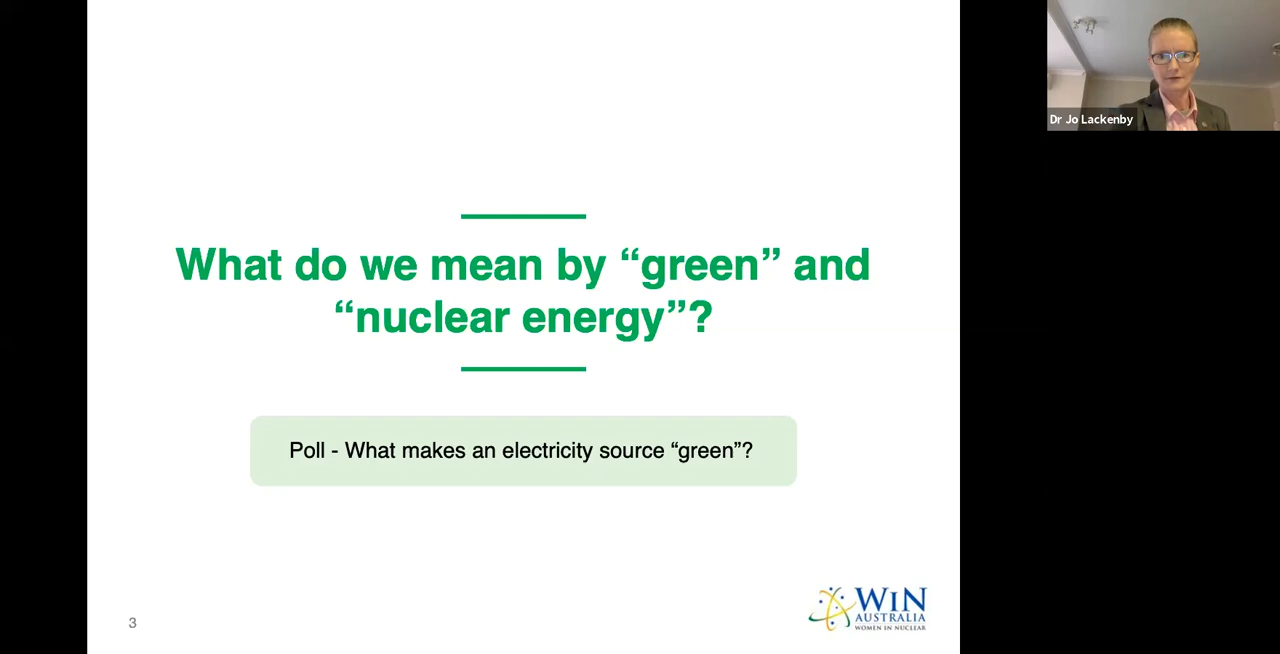 Dr Jo Lackenby
What do we mean by “green” and
“nuclear energy”?
Poll - What makes an electricity source “green”?
3
WiN
AUSTRALIA
WOMEN IN NUCLEAR